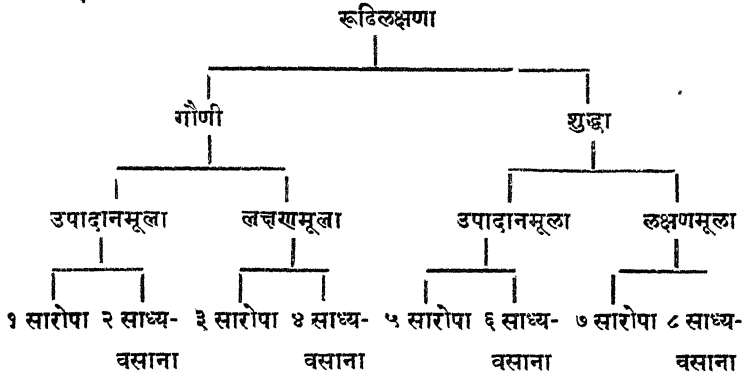 रूढिलक्षणा
गौणी शुद्धा
उपादानमूला लक्षणमूला उपादानमूला लक्षणमूला
१ सारोपा २ साध्य- ३ सारोपा ४ साध्य- ५ सारोपा ६ साध्य- ७ सारोपा ८ साध्य-
वसाना वसाना वसाना वसाना